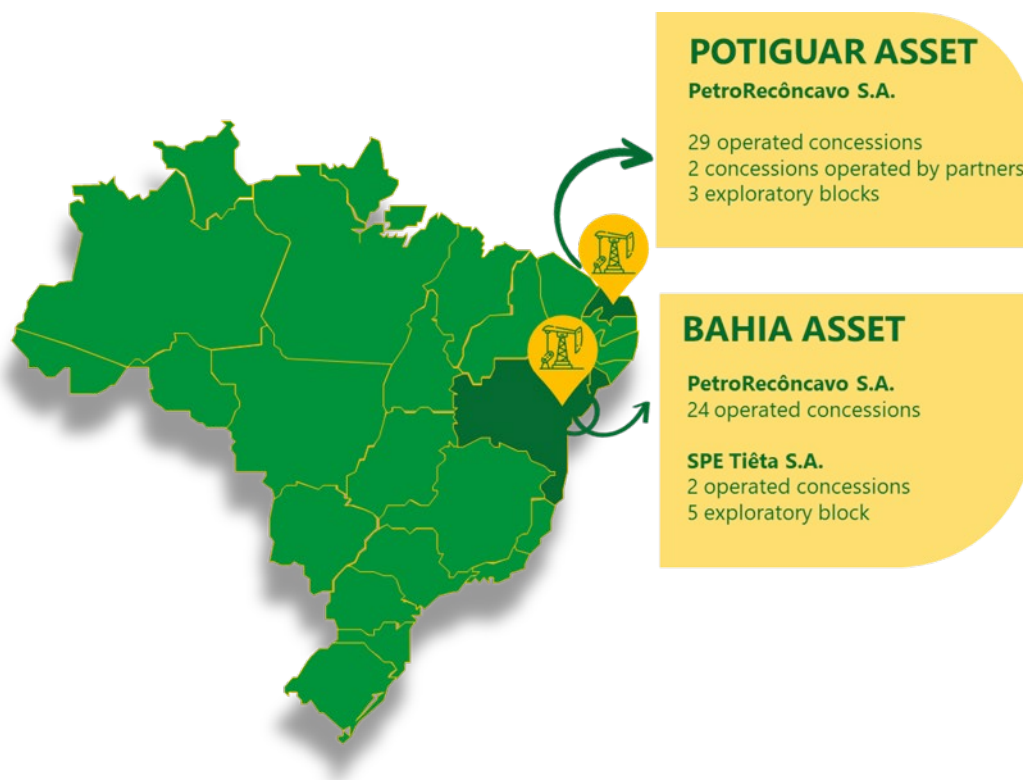 POTIGUAR ASSET
PetroRecôncavo S.A.
29 operated concessions
2 concessions operated by partners
3 exploratory blocks
BAHIA ASSET
PetroRecôncavo S.A.
24 operated concessions
SPE Tiêta S.A.
2 operated concessions
5 exploratory block